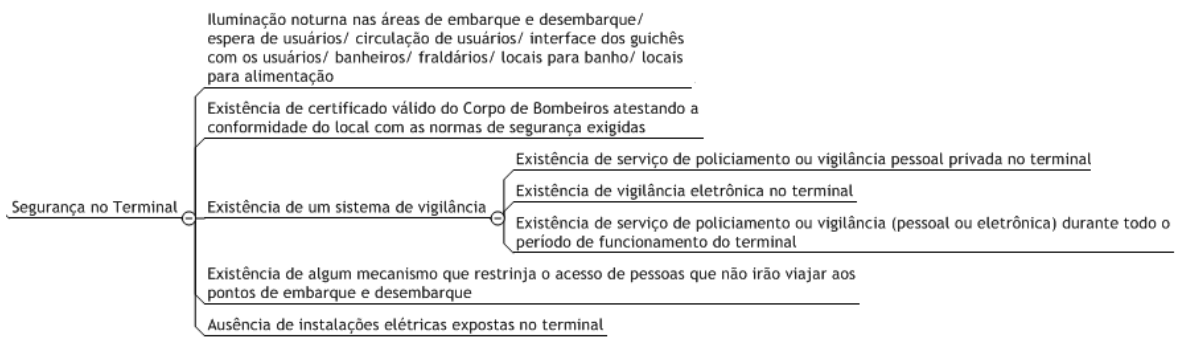 Iluminação noturna nas áreas de embarque e desembarque/
espera de usuários/ circulação de usuários/ interface dos guichês
com os usuários/ banheiros/ fraldários/ locais para banho/ locais
para alimentação
Existência de certificado válido do Corpo de Bombeiros atestando a
conformidade do local com as normas de segurança exigidas
Segurança no Terminal
Existência de um sistema de vigilância
Existência de serviço de policiamento ou vigilância pessoal privada no terminal
Existência de vigilância eletrônica no terminal
Existência de serviço de policiamento ou vigilância (pessoal ou eletrônica) durante todo o
período de funcionamento do terminal
Existência de algum mecanismo que restrinja o acesso de pessoas que não irão viajar aos
pontos de embarque e desembarque
Ausência de instalações elétricas expostas no terminal